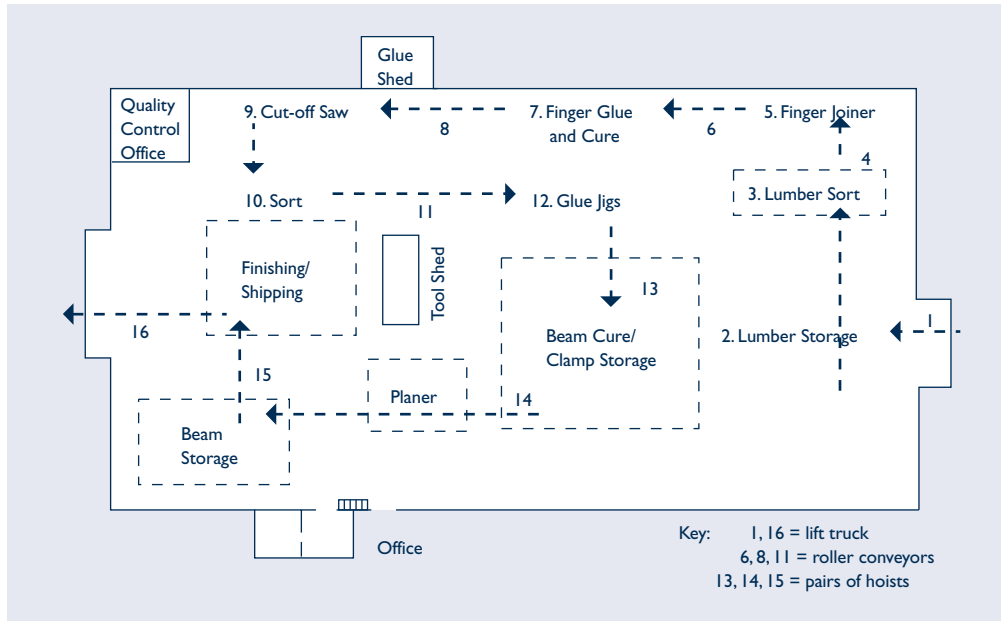 Glue
Shed
Quality
Control
Office
9. Cut-off Saw
8
7. Finger Glue
and Cure
6
5. Finger Joiner
4
3. Lumber Sort
10. Sort
11
12. Glue Jigs
Finishing/
Shipping
Tool Shed
13
16
Beam Cure/
Clamp Storage
2. Lumber Storage
1
15
Planer
14
Beam
Storage
Office
Key: 1, 16 = lift truck
6, 8, 11 = roller conveyors
13, 14, 15 = pairs of hoists